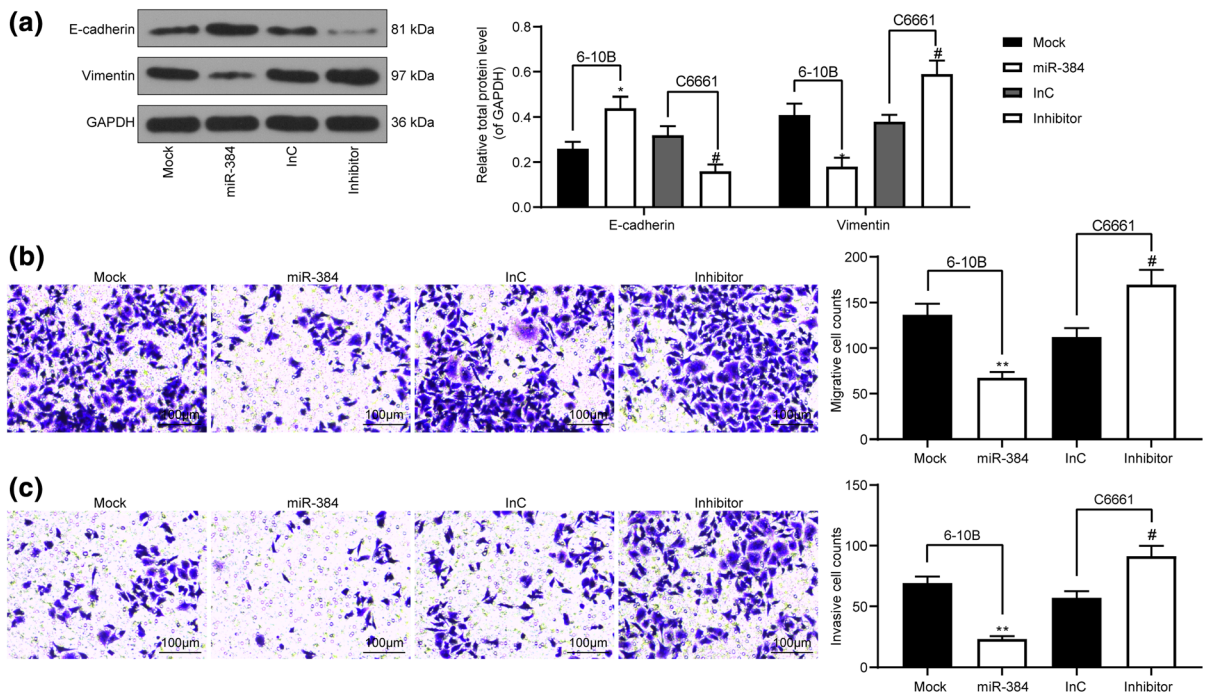 (a)
E-cadherin 81 kDa
Vimentin 97 kDa
GAPDH 36 kDa
Mock miR-384 InC Inhibitor
Relative total protein level
(of GAPDH)
0.8
0.6
0.4
0.2
0.0
6-10B
*
C6661
#
6-10B
*
C6661
#
E-cadherin Vimentin
Mock
miR-384
InC
Inhibitor
(b)
Mock miR-384 InC Inhibitor
100μm 100μm 100μm 100μm
Migrative cell counts
200
150
100
50
0
6-10B
**
C6661
#
Mock miR-384 InC Inhibitor
(c)
Mock miR-384 InC Inhibitor
100μm 100μm 100μm 100μm
Invasive cell counts
150
100
50
0
6-10B
**
C6661
#
Mock miR-384 InC Inhibitor